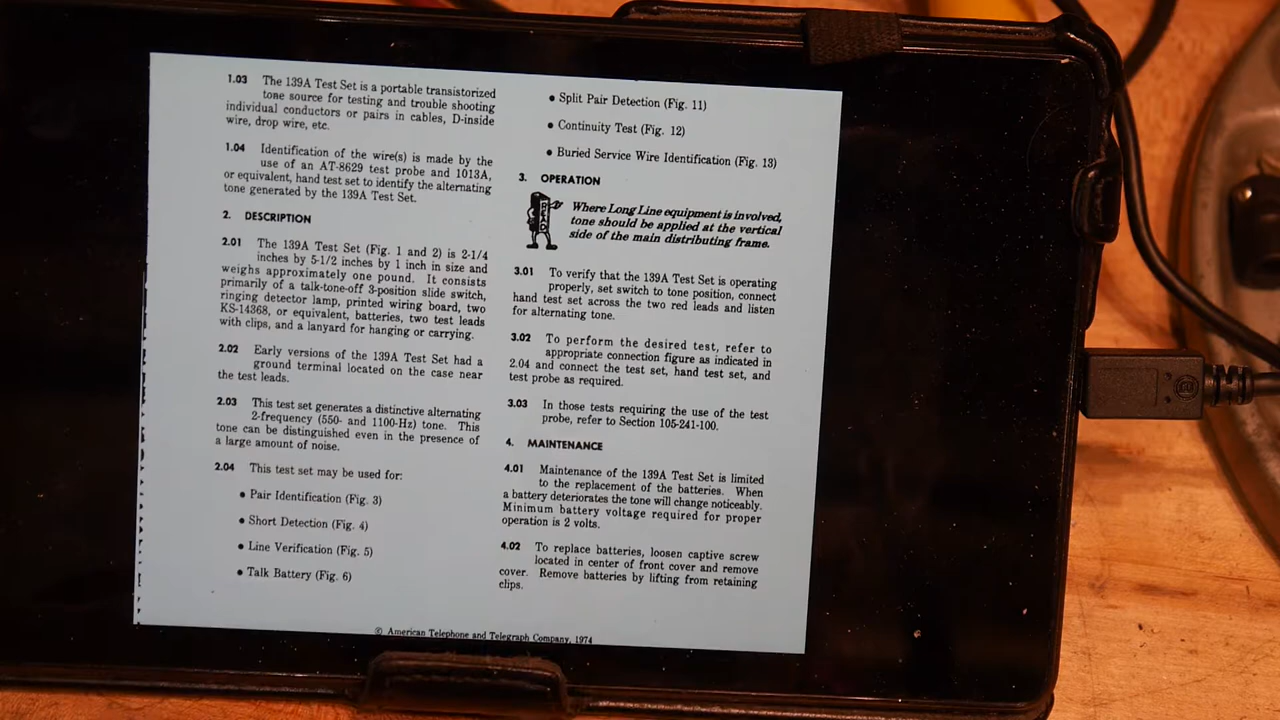 1.03 The 139A Test Set is a portable transistorized
tone source for testing and trouble shooting
individual conductors or pairs in cables, D-inside
wire, drop wire, etc.
1.04 Identification of the wire(s) is made by the
use of an AT-8629 test probe and 1013A,
or equivalent, hand test set to identify the alternating
tone generated by the 139A Test Set.
2. DESCRIPTION
2.01 The 139A Test Set (Fig. 1 and 2) is 2-1/4
inches by 5-1/2 inches by 1 inch in size and
weighs approximately one pound. It consists
primarily of a talk-tone-off 3-position slide switch,
ringing detector lamp, printed wiring board, two
KS-14368, or equivalent, batteries, two test leads
with clips, and a lanyard for hanging or carrying.
2.02 Early versions of the 139A Test Set had a
ground terminal located on the case near
the test leads.
2.03 This test set generates a distinctive alternating
2-frequency (550- and 1100-Hz) tone. This
tone can be distinguished even in the presence of
a large amount of noise.
2.04 This test set may be used for:
• Pair Identification (Fig. 3)
• Short Detection (Fig. 4)
• Line Verification (Fig. 5)
• Talk Battery (Fig. 6)
• Split Pair Detection (Fig. 11)
• Continuity Test (Fig. 12)
• Buried Service Wire Identification (Fig. 13)
3. OPERATION
READ
Where Long Line equipment is involved,
tone should be applied at the vertical
side of the main distributing frame.
3.01 To verify that the 139A Test Set is operating
properly, set switch to tone position, connect
hand test set across the two red leads and listen
for alternating tone.
3.02 To perform the desired test, refer to
appropriate connection figure as indicated in
2.04 and connect the test set, hand test set, and
test probe as required.
3.03 In those tests requiring the use of the test
probe, refer to Section 105-241-100.
4. MAINTENANCE
4.01 Maintenance of the 139A Test Set is limited
to the replacement of the batteries. When
a battery deteriorates the tone will change noticeably.
Minimum battery voltage required for proper
operation is 2 volts.
4.02 To replace batteries, loosen captive screw
located in center of front cover and remove
cover. Remove batteries by lifting from retaining
clips.
© American Telephone and Telegraph Company, 1974